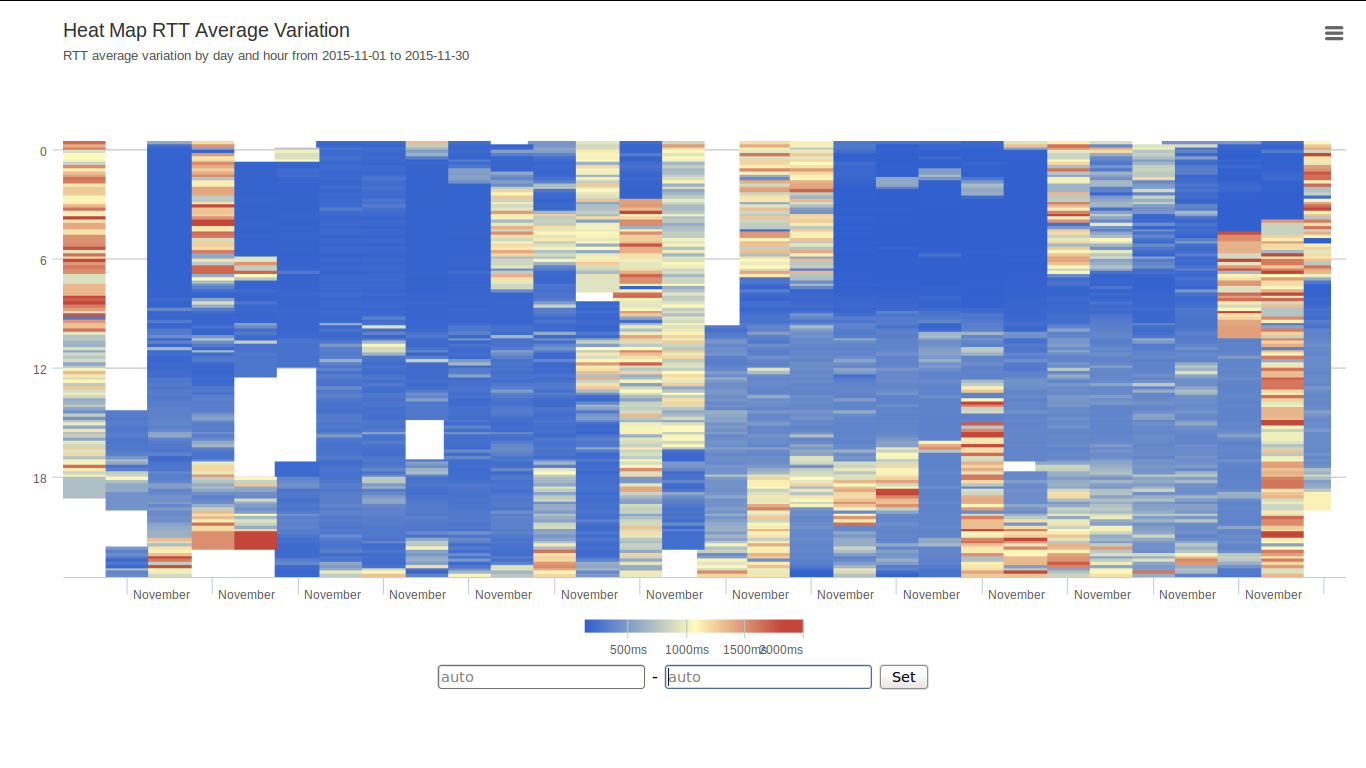 Heat Map RTT Average Variation
RTT average variation by day and hour from 2015-11-01 to 2015-11-30
0
6
12
18
November November November November November November November November November November November November November November
500ms 1000ms 1500ms 2000ms
auto - auto Set